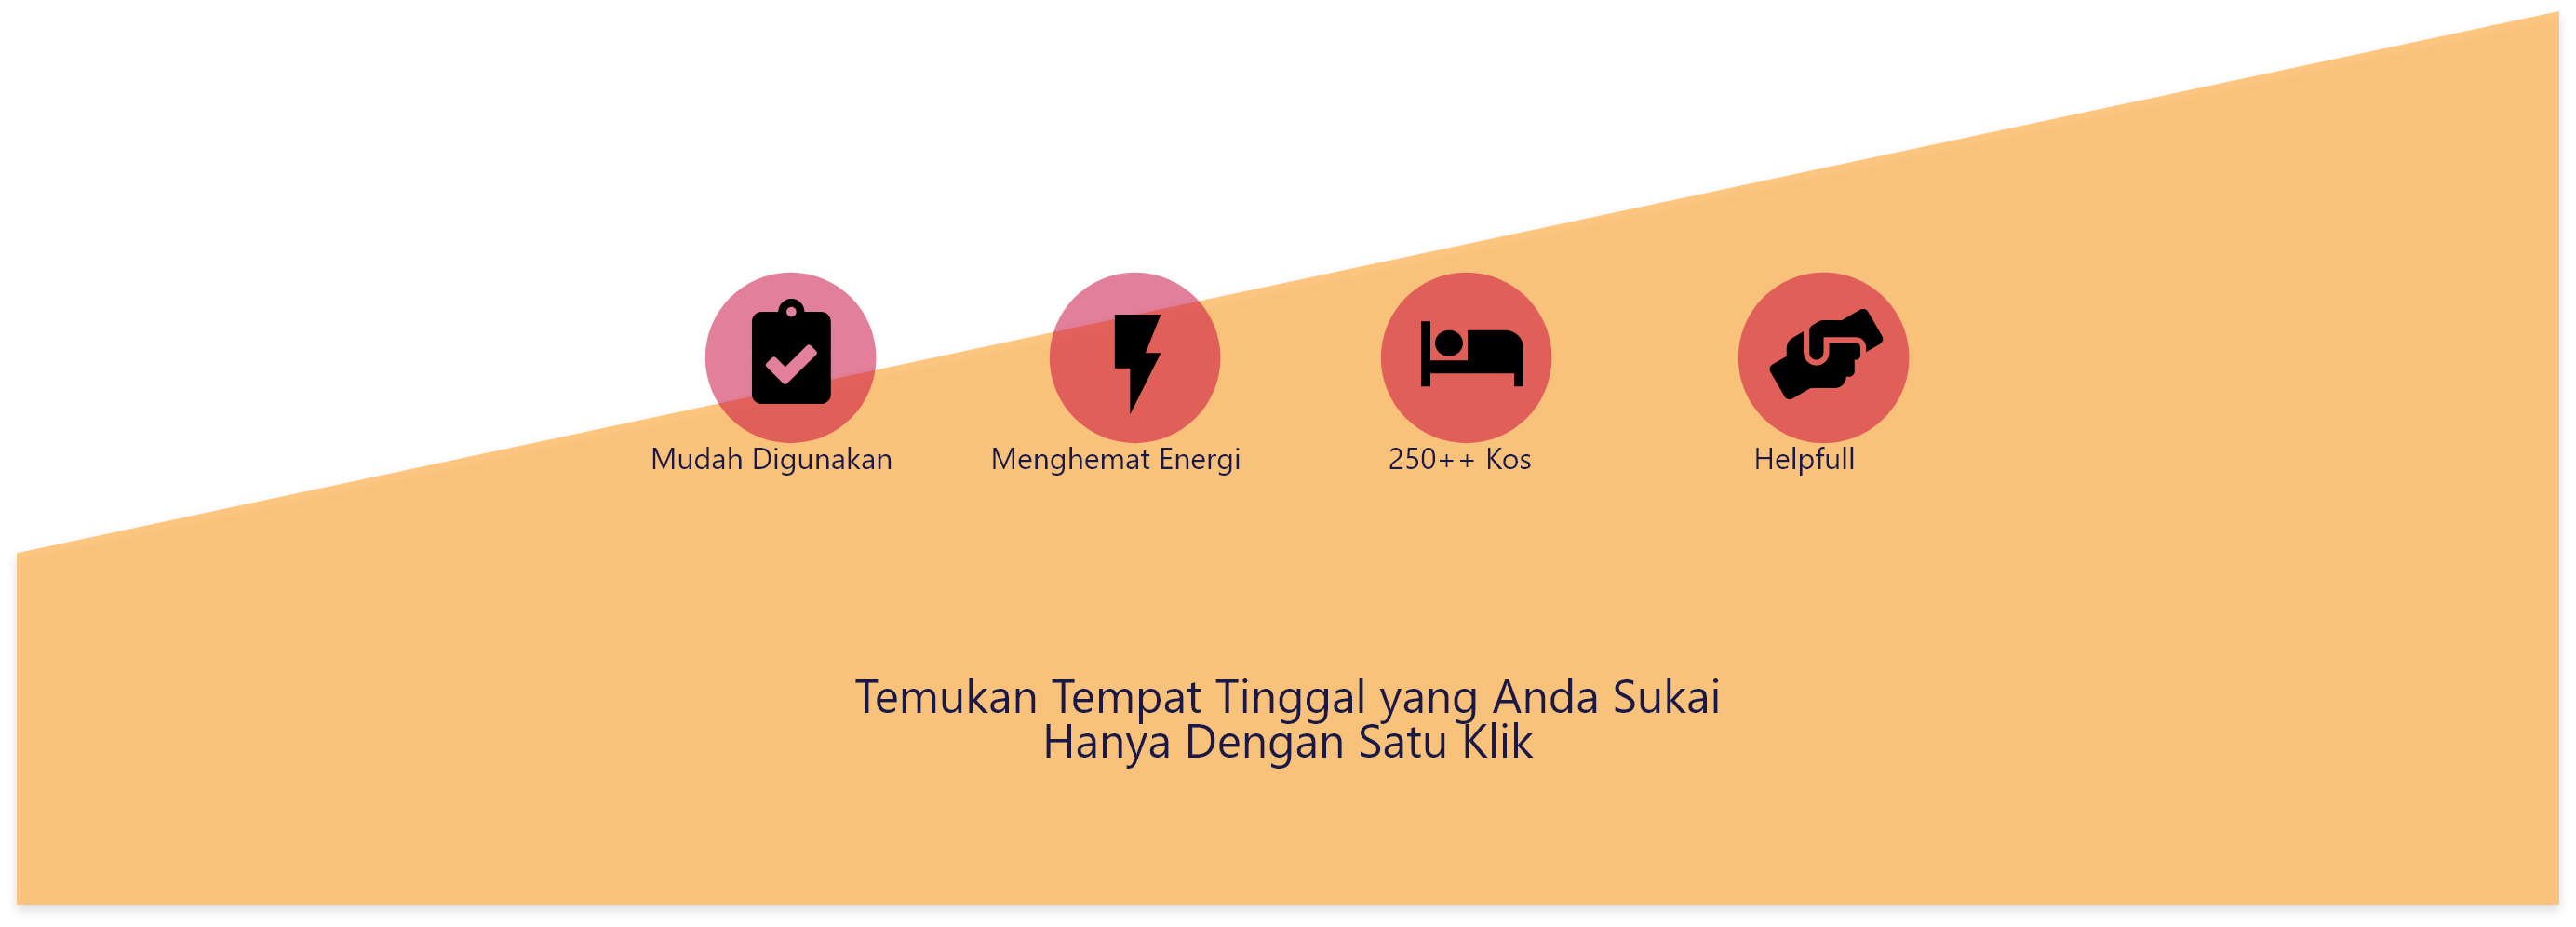 Mudah Digunakan
Menghemat Energi
250++ Kos
Helpfull
Temukan Tempat Tinggal yang Anda Sukai
Hanya Dengan Satu Klik